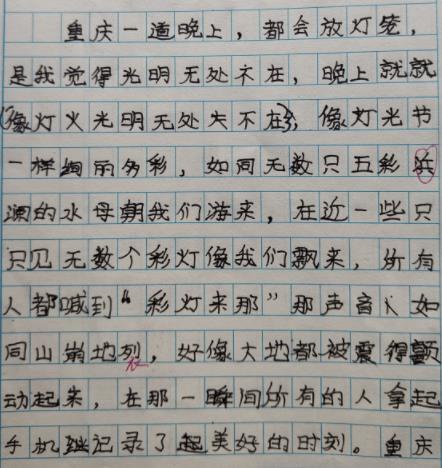 重庆一道晚上，都会放灯笼，
是我觉得光明无处不在，晚上就就
(像灯火光明无处失不在)，像灯光节
一样绚丽多彩，如同无数只五彩浜
澜的水母朝我们海来，在近一些只
只见无数个彩灯像我们飘来，所有
人都喊到“彩灯来那”那声音入如
同山崩地列，好像大地都被震得颤
动起来，在那一瞬间所有的人拿起
手机继记录了起美好的时刻。重庆